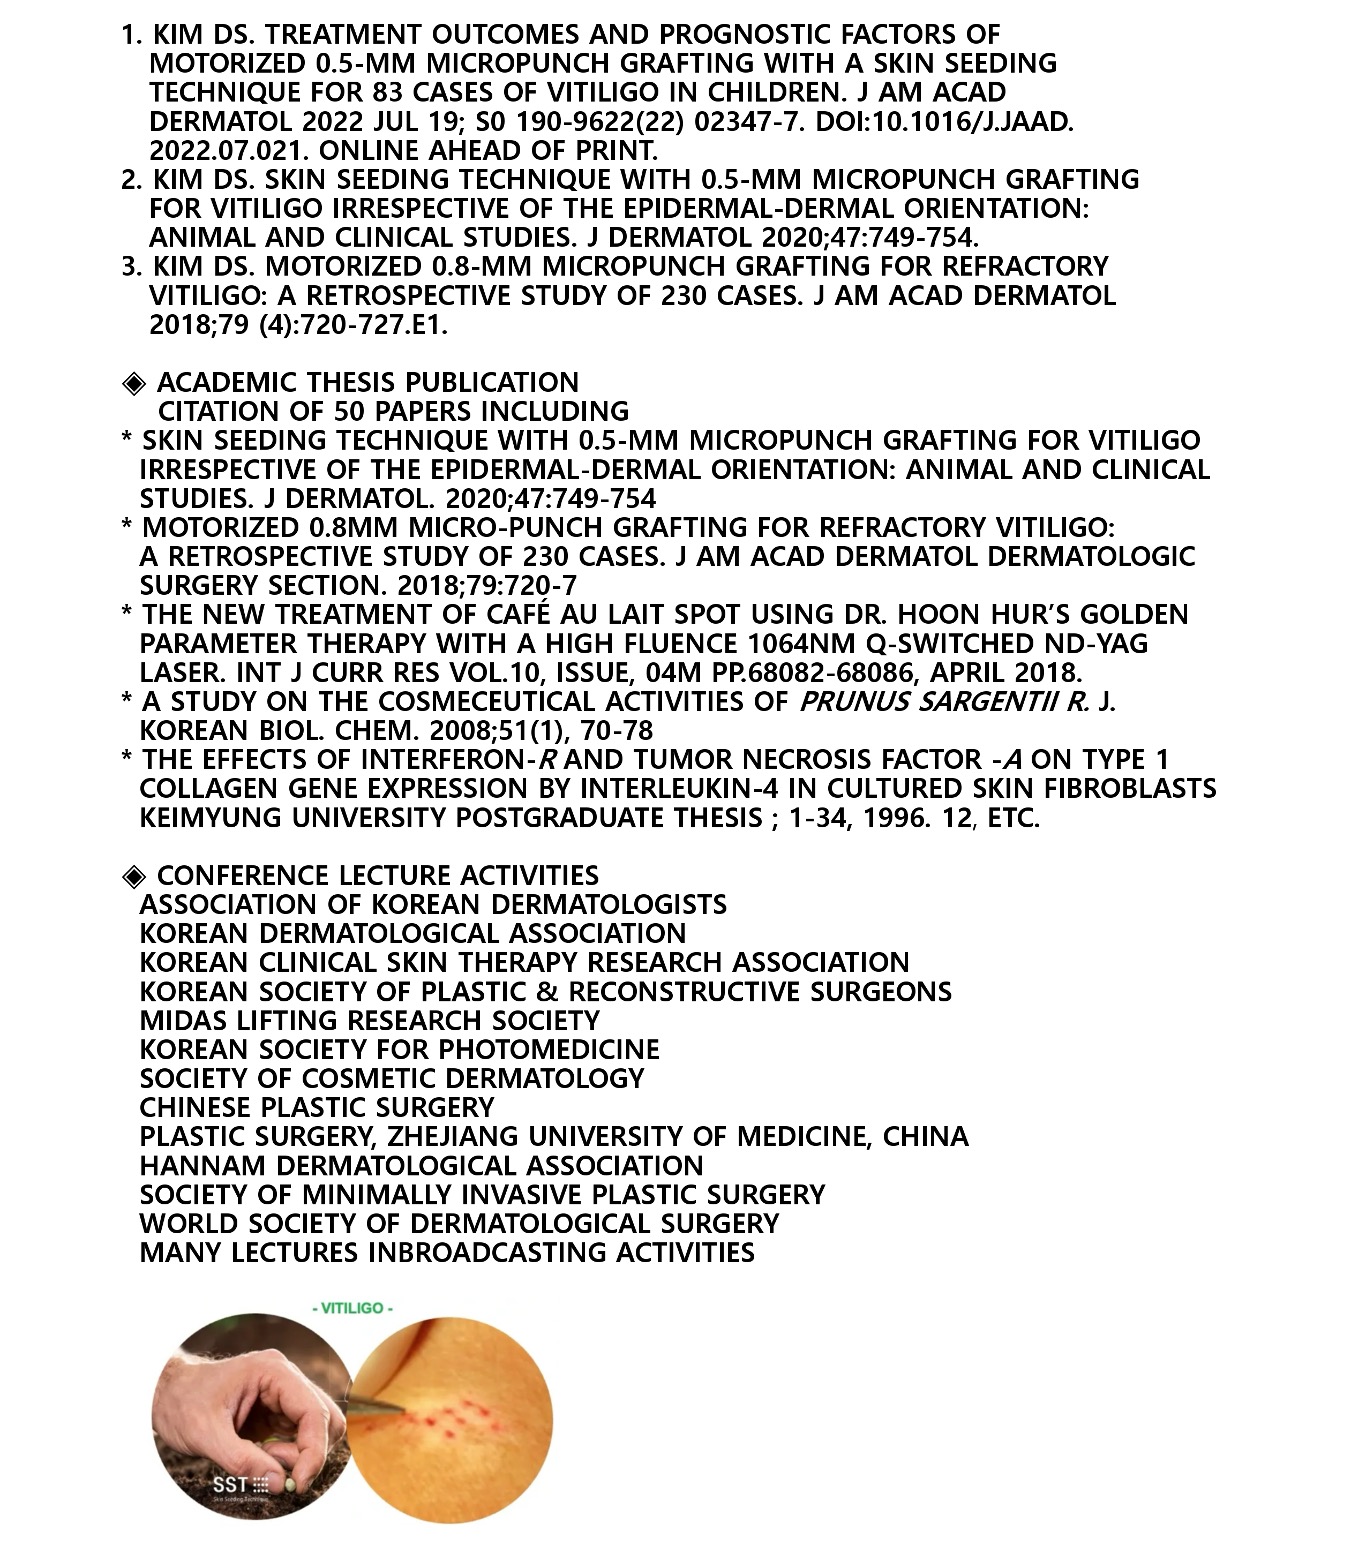 1. KIM DS. TREATMENT OUTCOMES AND PROGNOSTIC FACTORS OF
MOTORIZED 0.5-MM MICROPUNCH GRAFTING WITH A SKIN SEEDING
TECHNIQUE FOR 83 CASES OF VITILIGO IN CHILDREN. J AM ACAD
DERMATOL 2022 JUL 19; S0 190-9622(22) 02347-7. DOI:10.1016/J.JAAD.
2022.07.021. ONLINE AHEAD OF PRINT.
2. KIM DS. SKIN SEEDING TECHNIQUE WITH 0.5-MM MICROPUNCH GRAFTING
FOR VITILIGO IRRESPECTIVE OF THE EPIDERMAL-DERMAL ORIENTATION:
ANIMAL AND CLINICAL STUDIES. J DERMATOL 2020;47:749-754.
3. KIM DS. MOTORIZED 0.8-MM MICROPUNCH GRAFTING FOR REFRACTORY
VITILIGO: A RETROSPECTIVE STUDY OF 230 CASES. J AM ACAD DERMATOL
2018;79 (4):720-727.E1.
◈ ACADEMIC THESIS PUBLICATION
CITATION OF 50 PAPERS INCLUDING
* SKIN SEEDING TECHNIQUE WITH 0.5-MM MICROPUNCH GRAFTING FOR VITILIGO
IRRESPECTIVE OF THE EPIDERMAL-DERMAL ORIENTATION: ANIMAL AND CLINICAL
STUDIES. J DERMATOL. 2020;47:749-754
* MOTORIZED 0.8MM MICRO-PUNCH GRAFTING FOR REFRACTORY VITILIGO:
A RETROSPECTIVE STUDY OF 230 CASES. J AM ACAD DERMATOL DERMATOLOGIC
SURGERY SECTION. 2018;79:720-7
* THE NEW TREATMENT OF CAFÉ AU LAIT SPOT USING DR. HOON HUR’S GOLDEN
PARAMETER THERAPY WITH A HIGH FLUENCE 1064NM Q-SWITCHED ND-YAG
LASER. INT J CURR RES VOL.10, ISSUE, 04M PP.68082-68086, APRIL 2018.
* A STUDY ON THE COSMECEUTICAL ACTIVITIES OF PRUNUS SARGENTII R. J.
KOREAN BIOL. CHEM. 2008;51(1), 70-78
* THE EFFECTS OF INTERFERON-R AND TUMOR NECROSIS FACTOR -A ON TYPE 1
COLLAGEN GENE EXPRESSION BY INTERLEUKIN-4 IN CULTURED SKIN FIBROBLASTS
KEIMYUNG UNIVERSITY POSTGRADUATE THESIS ; 1-34, 1996. 12, ETC.
◈ CONFERENCE LECTURE ACTIVITIES
ASSOCIATION OF KOREAN DERMATOLOGISTS
KOREAN DERMATOLOGICAL ASSOCIATION
KOREAN CLINICAL SKIN THERAPY RESEARCH ASSOCIATION
KOREAN SOCIETY OF PLASTIC & RECONSTRUCTIVE SURGEONS
MIDAS LIFTING RESEARCH SOCIETY
KOREAN SOCIETY FOR PHOTOMEDICINE
SOCIETY OF COSMETIC DERMATOLOGY
CHINESE PLASTIC SURGERY
PLASTIC SURGERY, ZHEJIANG UNIVERSITY OF MEDICINE, CHINA
HANNAM DERMATOLOGICAL ASSOCIATION
SOCIETY OF MINIMALLY INVASIVE PLASTIC SURGERY
WORLD SOCIETY OF DERMATOLOGICAL SURGERY
MANY LECTURES INBROADCASTING ACTIVITIES
- VITILIGO -
SST
Skin Seeding Technique